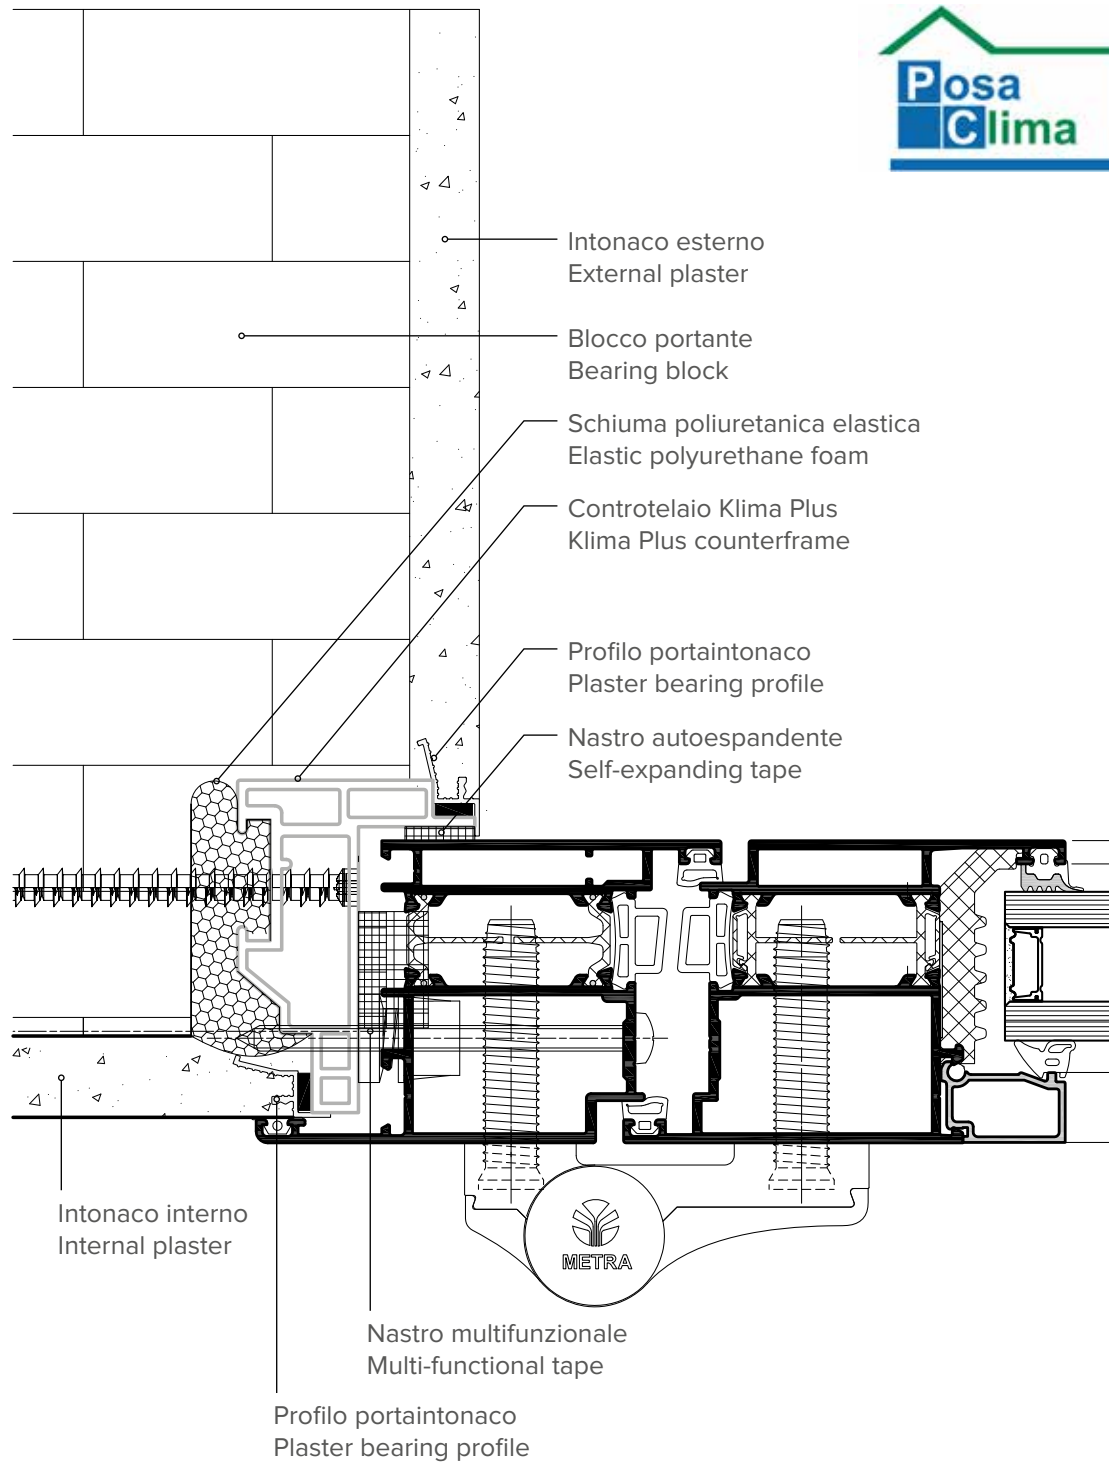 Posa
Clima
Intonaco esterno
External plaster
Blocco portante
Bearing block
Schiuma poliuretanica elastica
Elastic polyurethane foam
Controtelaio Klima Plus
Klima Plus counterframe
Profilo portaintonaco
Plaster bearing profile
Nastro autoespandente
Self-expanding tape
Intonaco interno
Internal plaster
METRA
Nastro multifunzionale
Multi-functional tape
Profilo portaintonaco
Plaster bearing profile